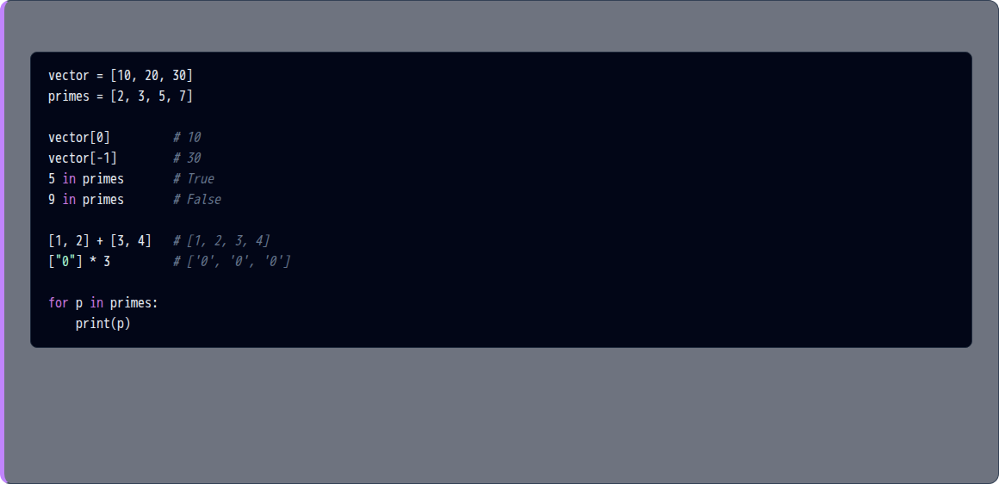 vector = [10, 20, 30]
primes = [2, 3, 5, 7]
vector[0]         # 10
vector[-1]        # 30
5 in primes       # True
9 in primes       # False
[1, 2] + [3, 4]   # [1, 2, 3, 4]
["0"] * 3         # ['0', '0', '0']
for p in primes:
    print(p)